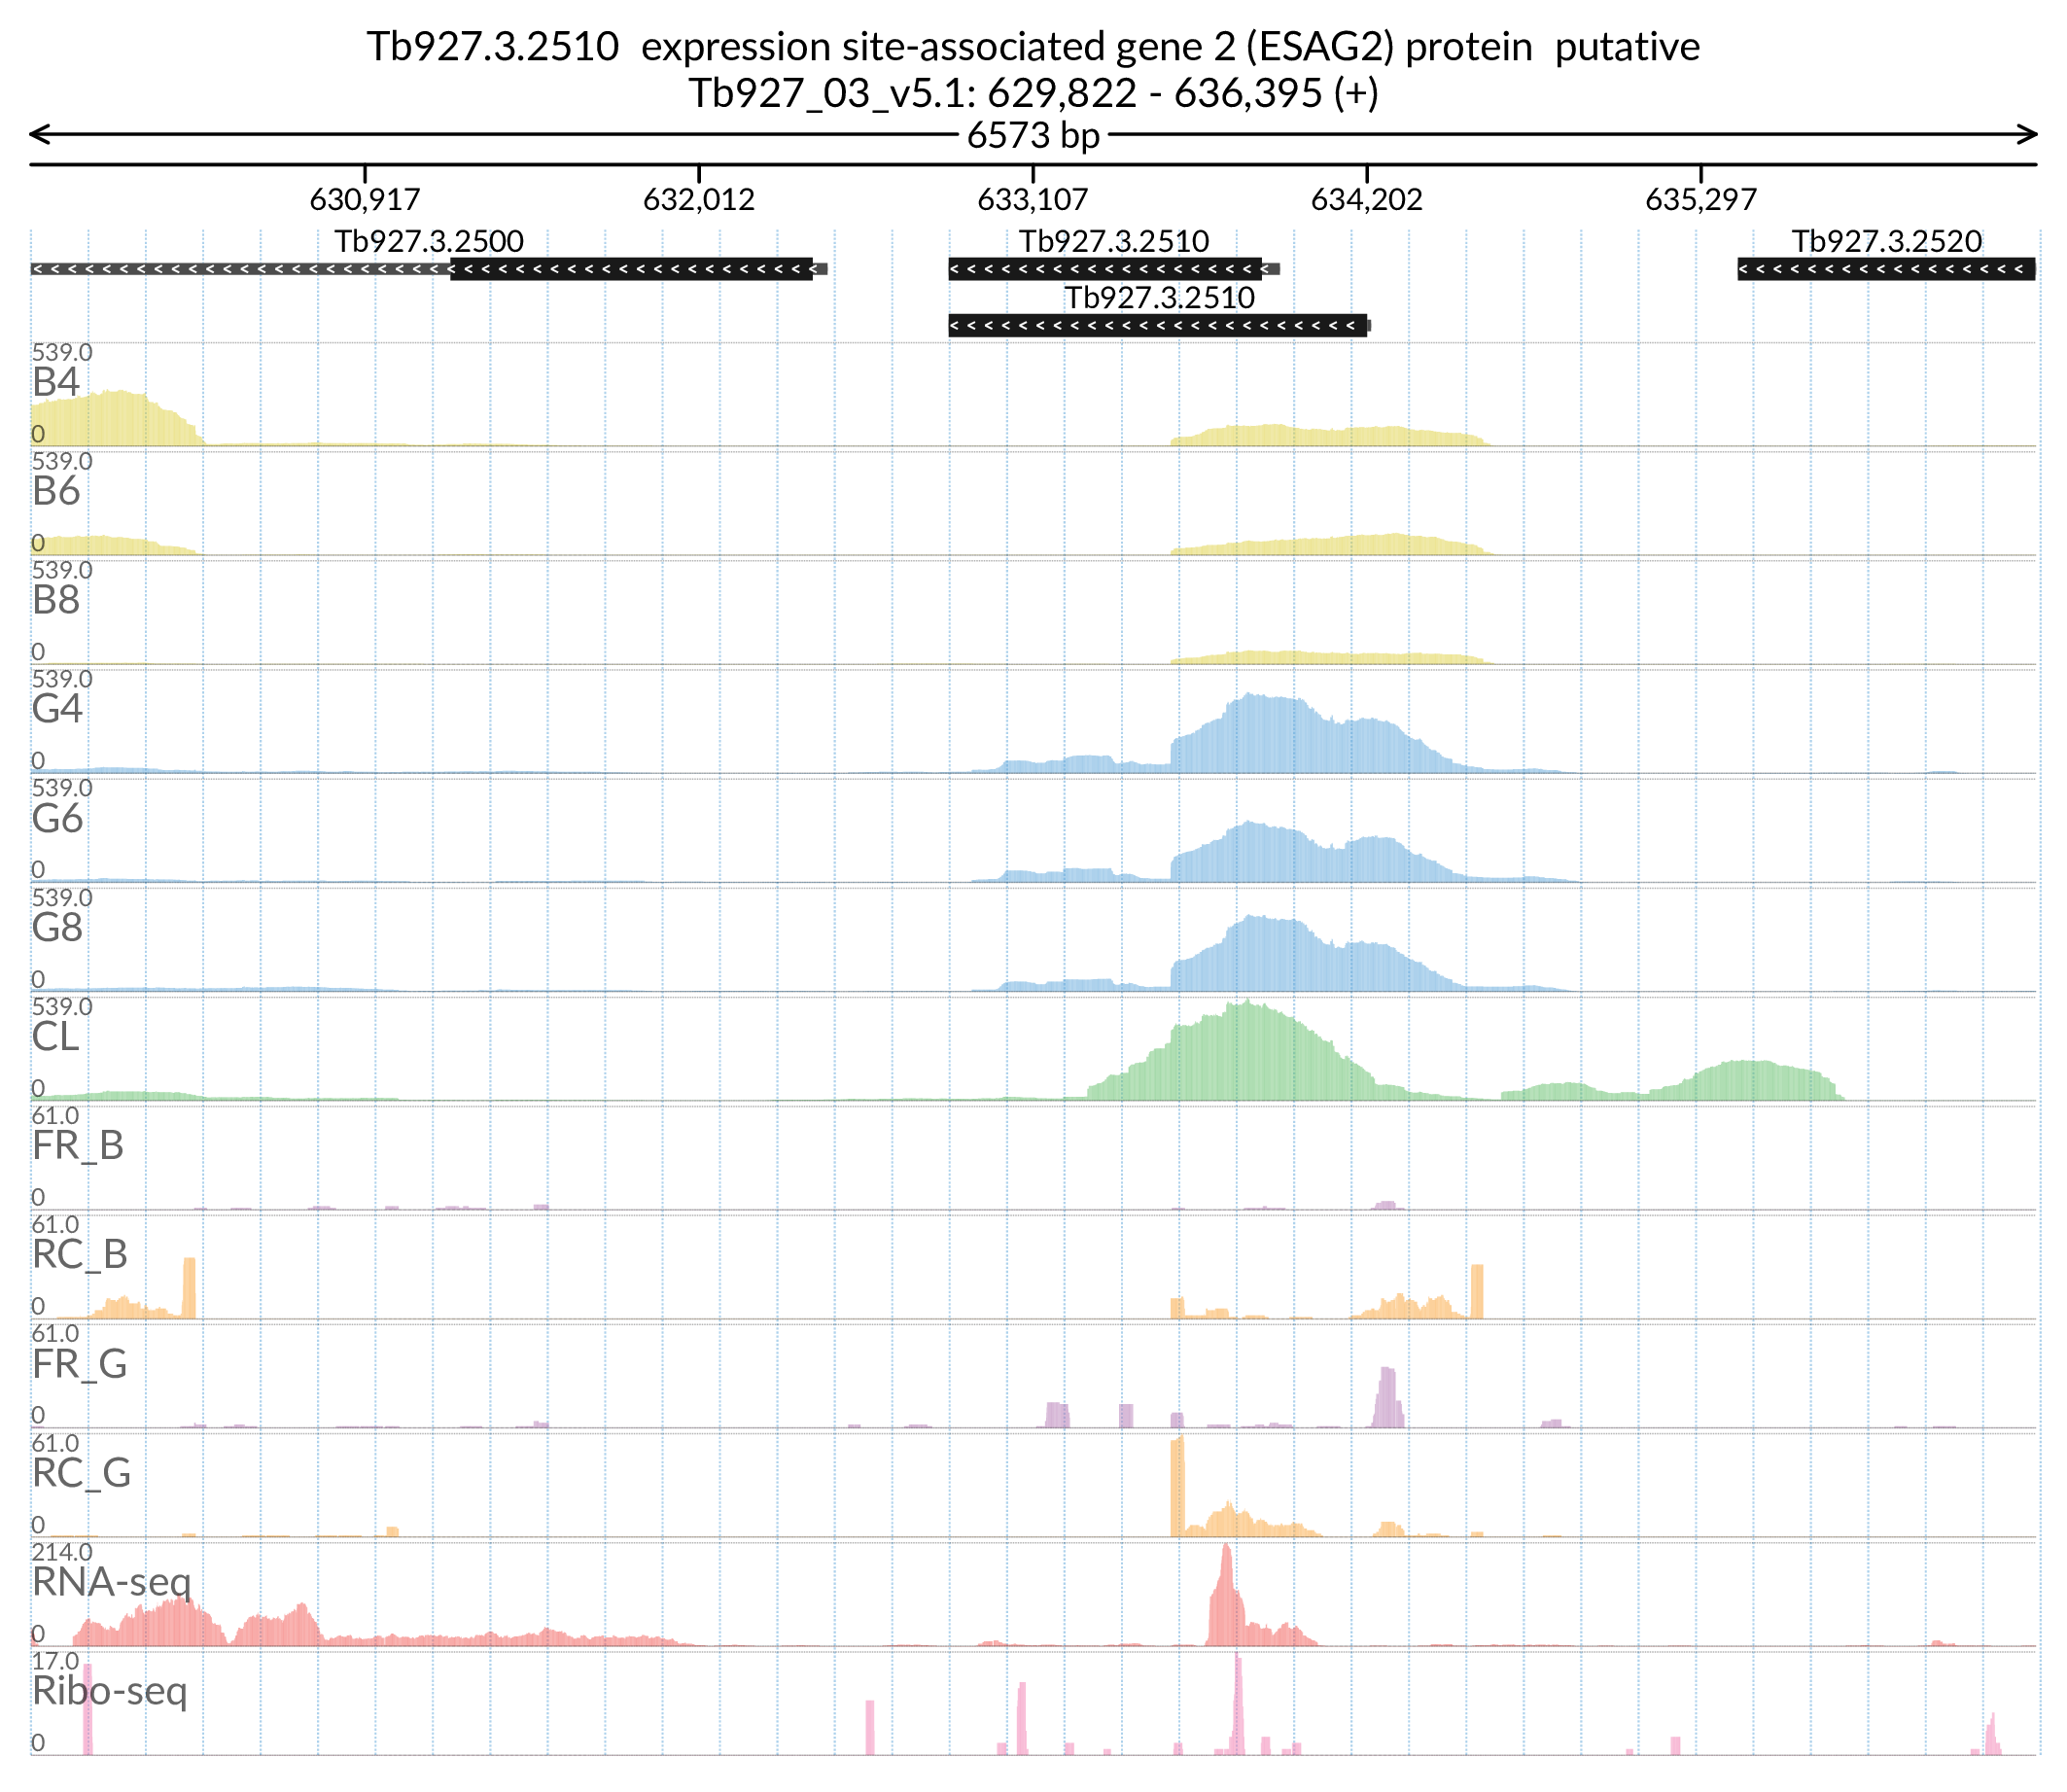 Tb927.3.2510  expression site-associated gene 2 (ESAG2) protein  putative
Tb927_03_v5.1: 629,822 - 636,395 (+)
6573 bp
630,917 632,012 633,107 634,202 635,297
Tb927.3.2500 Tb927.3.2510 Tb927.3.2520
Tb927.3.2510
539.0
B4
0
539.0
B6
0
539.0
B8
0
539.0
G4
0
539.0
G6
0
539.0
G8
0
539.0
CL
0
61.0
FR_B
0
61.0
RC_B
0
61.0
FR_G
0
61.0
RC_G
0
214.0
RNA-seq
0
17.0
Ribo-seq
0